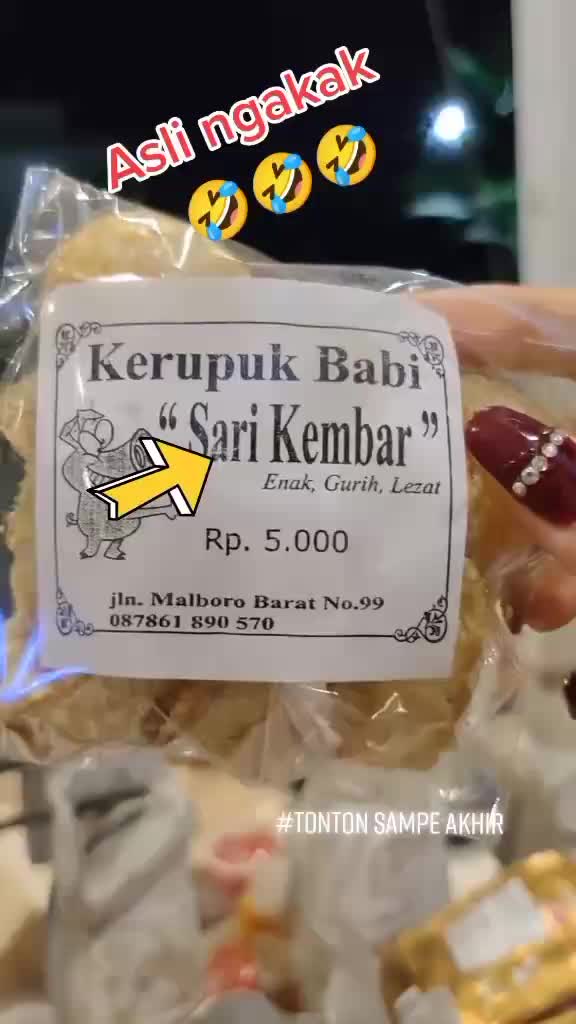 Asli ngakak
Kerupuk Babi
“ Sari Kembar ”
Enak, Gurih, Lezat
Rp. 5.000
jln. Malboro Barat No.99
087861 890 570
#TONTON SAMPE AKHIR